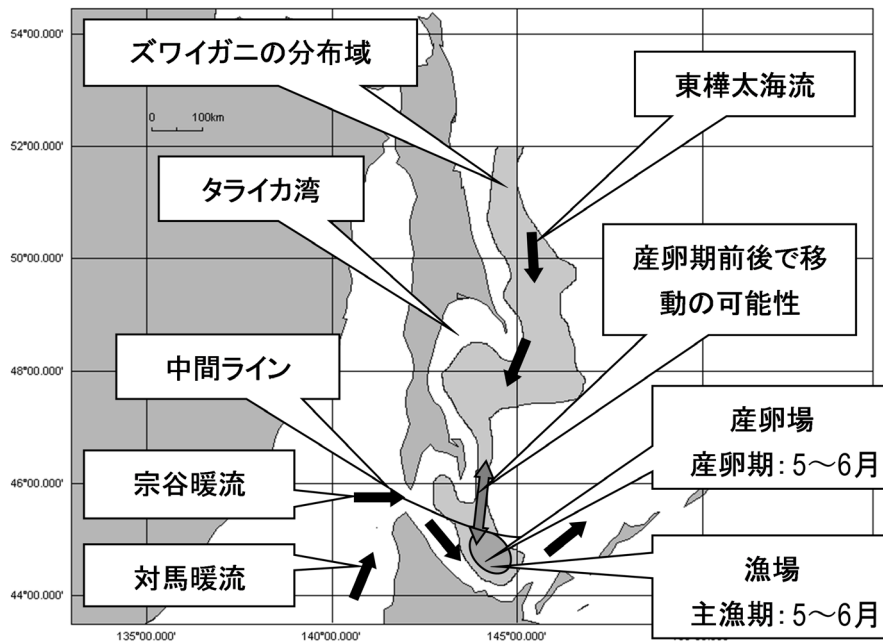 54°00.000'
ズワイガニの分布域
東樺太海流
0 100km
52°00.000'
タライカ湾
50°00.000'
産卵期前後で移
動の可能性
48°00.000'
中間ライン
産卵場
産卵期：5～6月
46°00.000'
宗谷暖流
対馬暖流
漁場
主漁期：5～6月
44°00.000'
135°00.000'
140°00.000'
145°00.000'